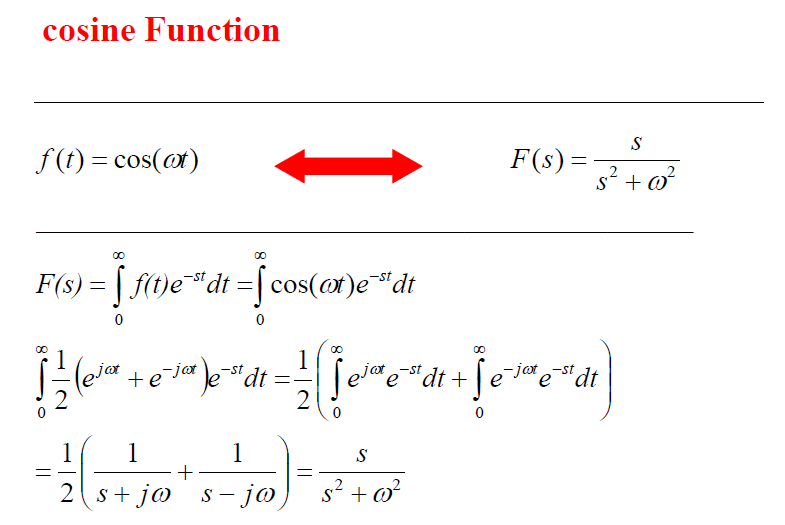 cosine Function
f(t) = cos(ωt) F(s) = s / (s² + ω²)
F(s) = ∫₀^∞ f(t)e^(−st) dt = ∫₀^∞ cos(ωt)e^(−st) dt
∫₀^∞ 1/2 (e^(jωt) + e^(−jωt)) e^(−st) dt = 1/2 ( ∫₀^∞ e^(jωt) e^(−st) dt + ∫₀^∞ e^(−jωt) e^(−st) dt )
= 1/2 ( 1/(s + jω) + 1/(s − jω) ) = s / (s² + ω²)